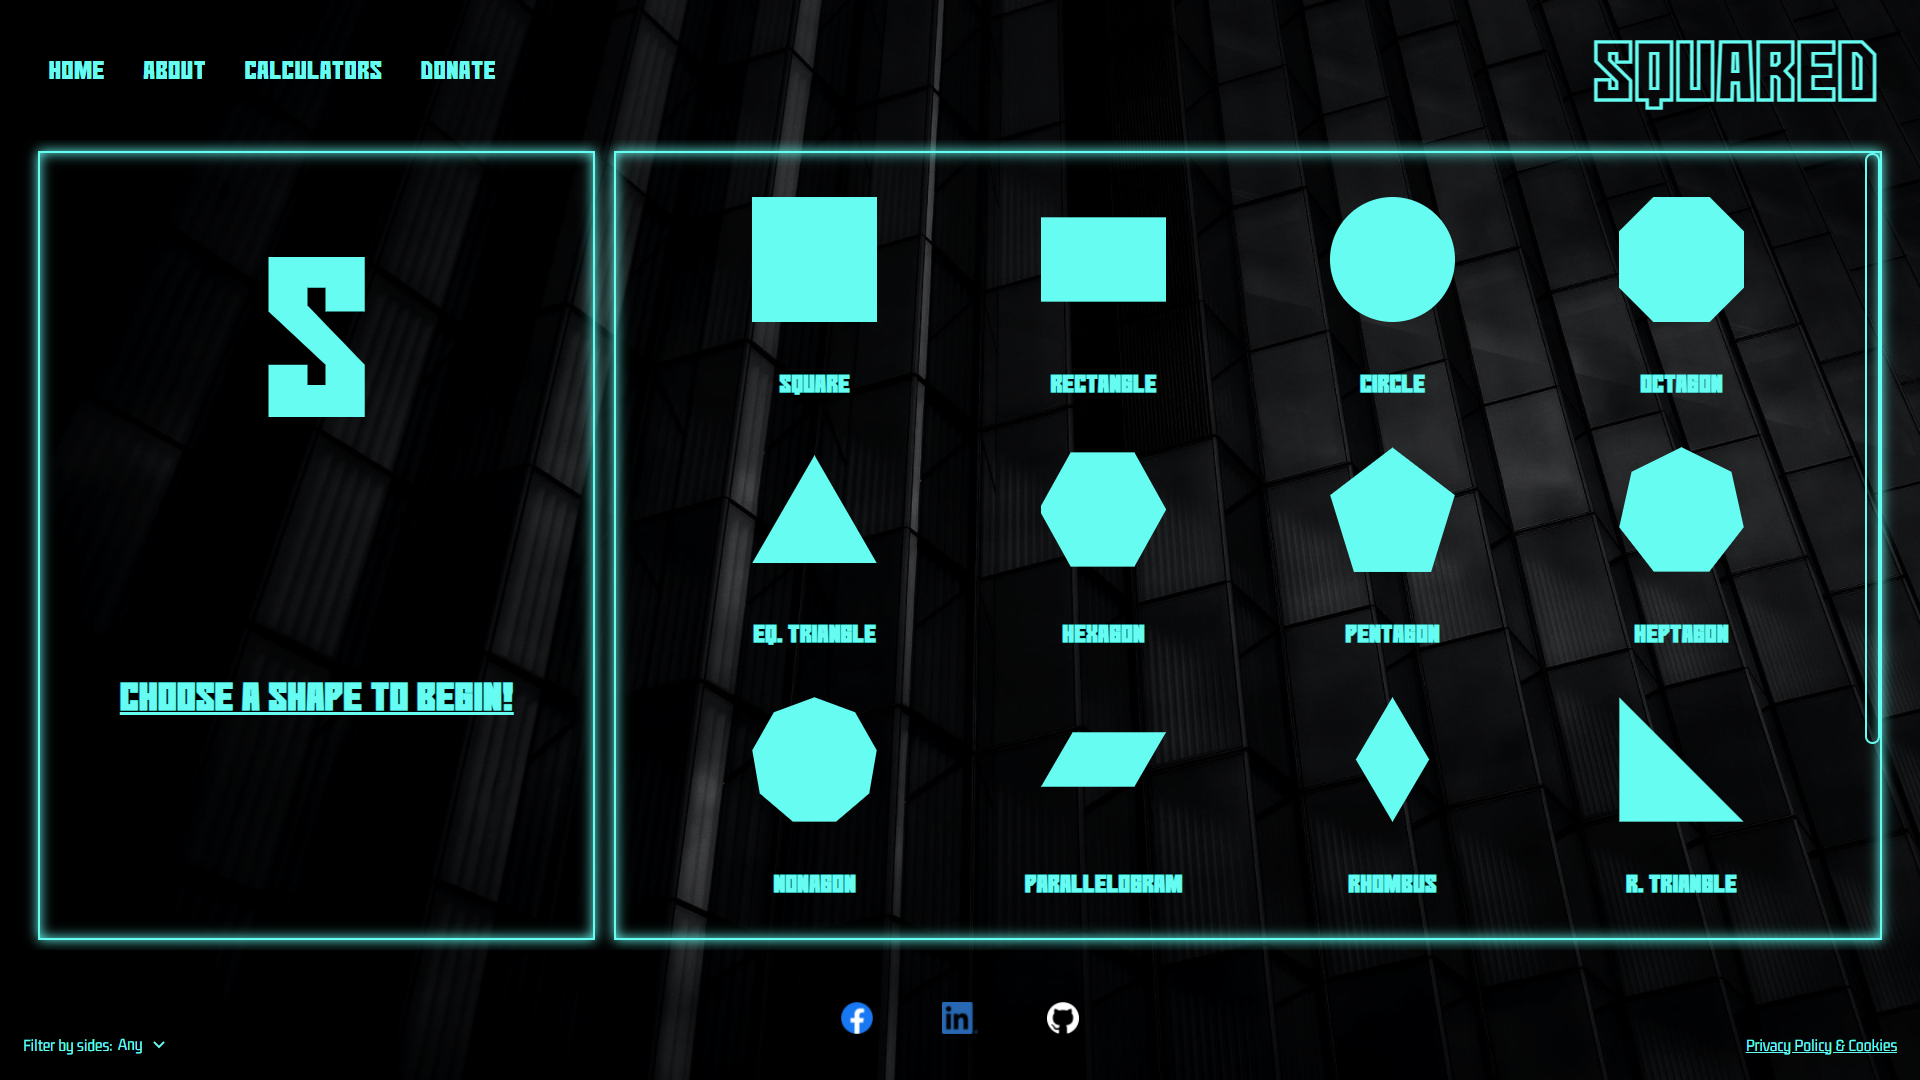 HOME ABOUT CALCULATORS DONATE
SQUARED
S
CHOOSE A SHAPE TO BEGIN!
SQUARE RECTANGLE CIRCLE OCTAGON
EQ. TRIANGLE HEXAGON PENTAGON HEPTAGON
NONAGON PARALLELOGRAM RHOMBUS R. TRIANGLE
in
Filter by sides: Any
Privacy Policy & Cookies